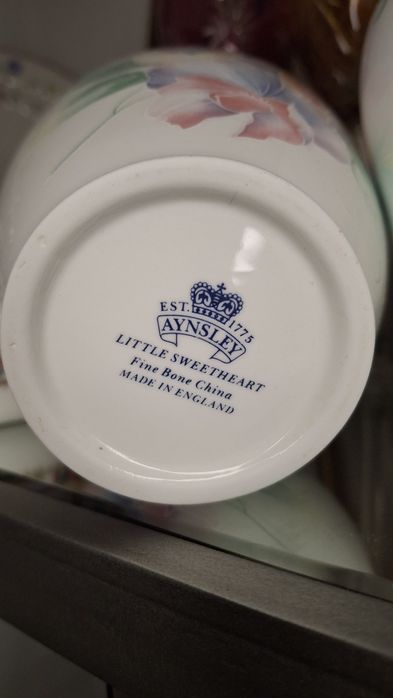 EST. 1775
AYNSLEY
LITTLE SWEETHEART
Fine Bone China
MADE IN ENGLAND